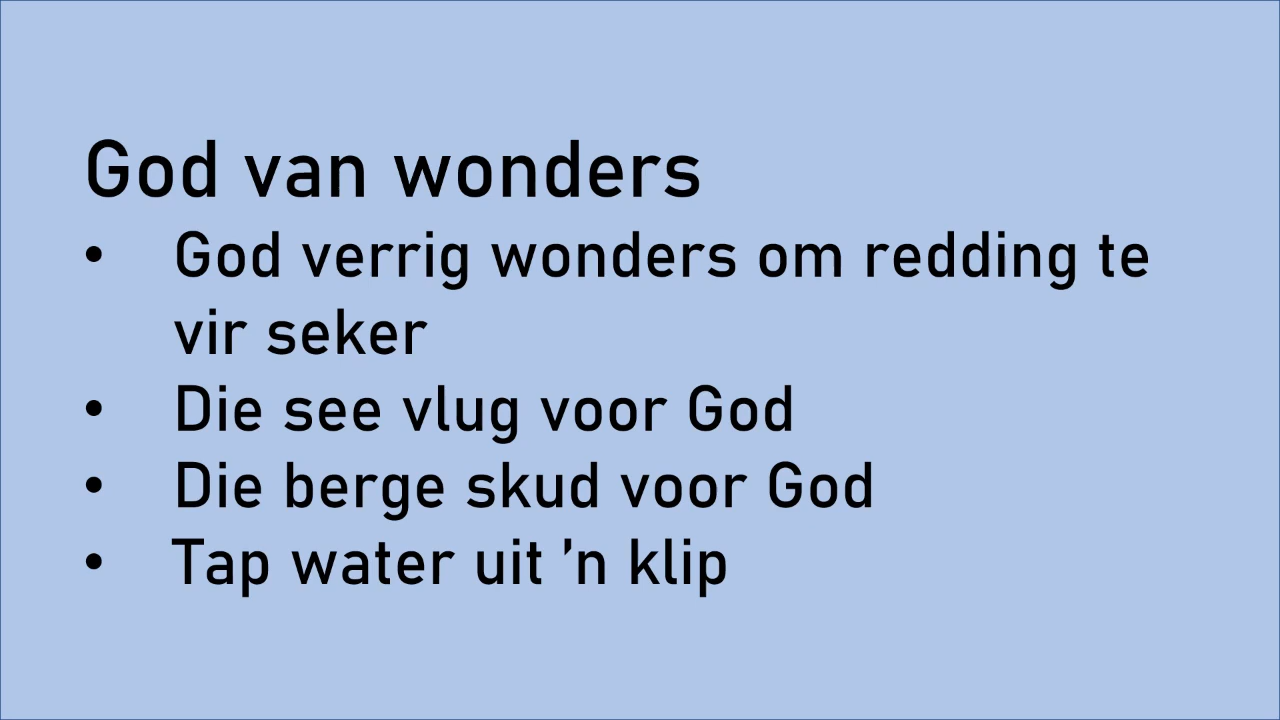 God van wonders
• God verrig wonders om redding te
vir seker
• Die see vlug voor God
• Die berge skud voor God
• Tap water uit ’n klip